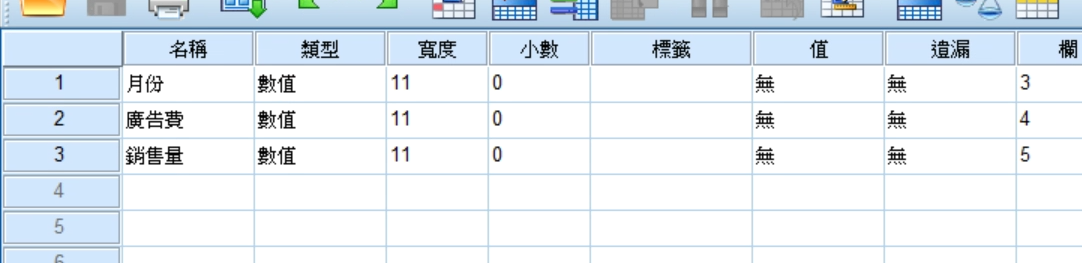 名稱 類型 寬度 小數 標籤 值 遺漏 欄
1 月份 數值 11 0 無 無 3
2 廣告費 數值 11 0 無 無 4
3 銷售量 數值 11 0 無 無 5
4
5
6